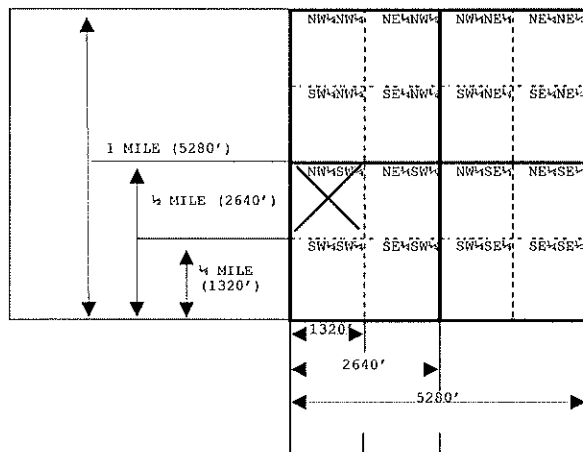 NW¼NW¼ NE¼NW¼ NW¼NE¼ NE¼NE¼
SW¼NW¼ SE¼NW¼ SW¼NE¼ SE¼NE¼
1 MILE (5280')
NW¼SW¼ NE¼SW¼ NW¼SE¼ NE¼SE¼
½ MILE (2640')
SW¼SW¼ SE¼SW¼ SW¼SE¼ SE¼SE¼
¼ MILE
(1320')
1320'
2640'
5280'